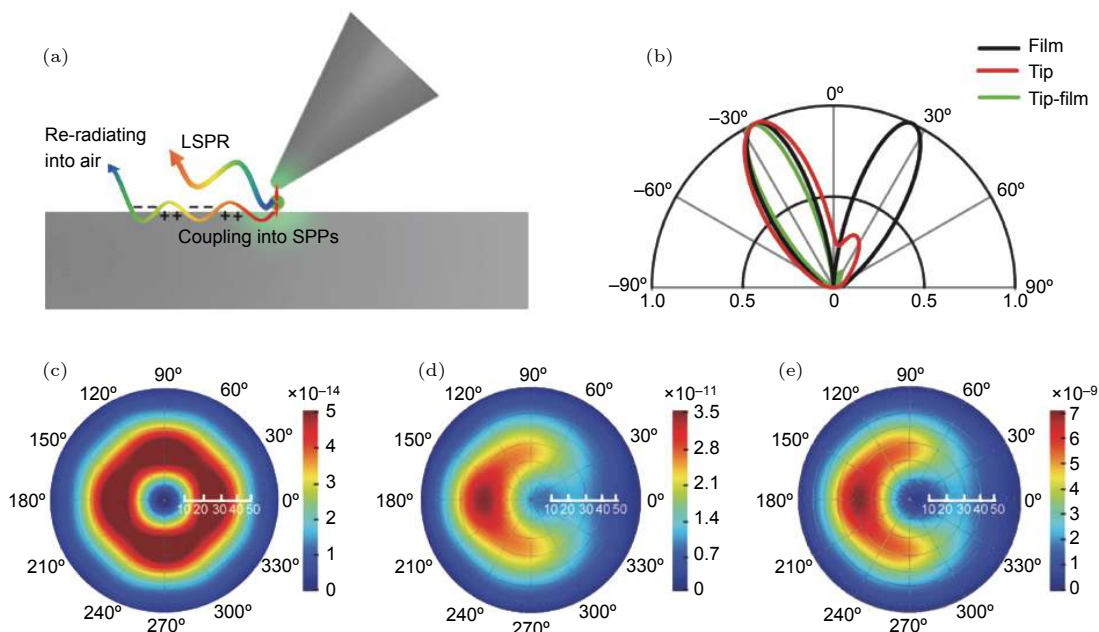 (a)
Re-radiating
into air
LSPR
– –
– –
++
++
Coupling into SPPs
(b)
Film
Tip
Tip-film
0º
–30º
30º
–60º
60º
–90º
90º
1.0
0.5
0
0.5
1.0
(c)
90º
120º
60º
150º
30º
180º
0º
210º
330º
240º
300º
270º
10 20 30 40 50
×10–14
5
4
3
2
1
0
(d)
90º
120º
60º
150º
30º
180º
0º
210º
330º
240º
300º
270º
10 20 30 40 50
×10–11
3.5
2.8
2.1
1.4
0.7
0
(e)
90º
120º
60º
150º
30º
180º
0º
210º
330º
240º
300º
270º
10 20 30 40 50
×10–9
7
6
5
4
3
2
1
0